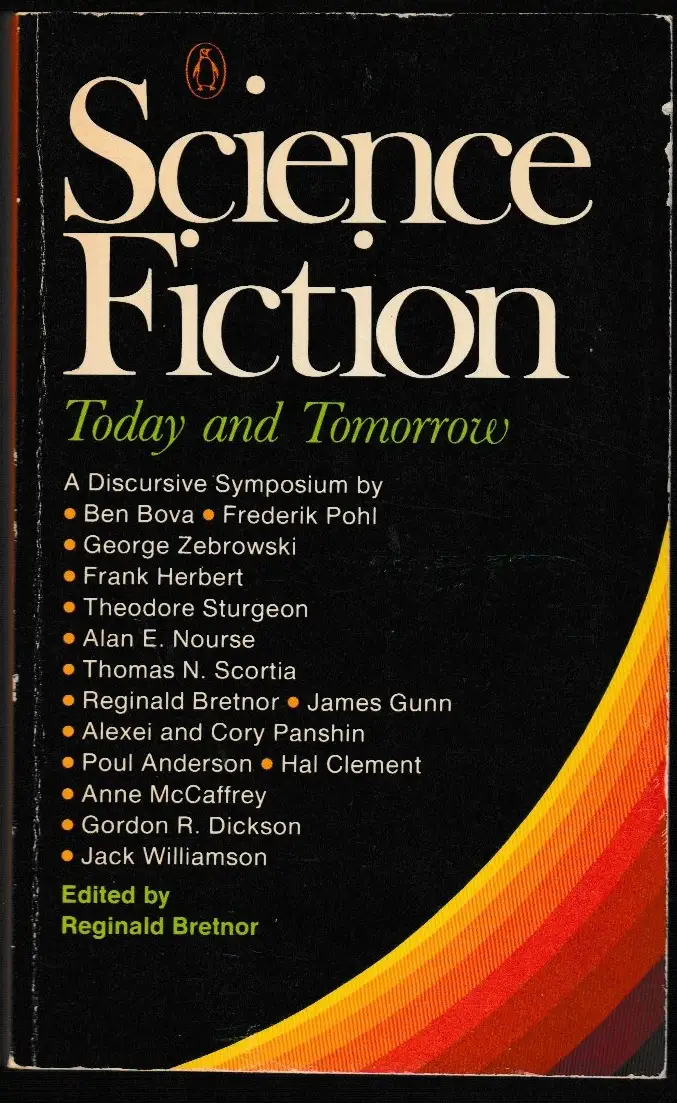 Science
Fiction
Today and Tomorrow
A Discursive Symposium by
• Ben Bova • Frederik Pohl
• George Zebrowski
• Frank Herbert
• Theodore Sturgeon
• Alan E. Nourse
• Thomas N. Scortia
• Reginald Bretnor • James Gunn
• Alexei and Cory Panshin
• Poul Anderson • Hal Clement
• Anne McCaffrey
• Gordon R. Dickson
• Jack Williamson
Edited by
Reginald Bretnor